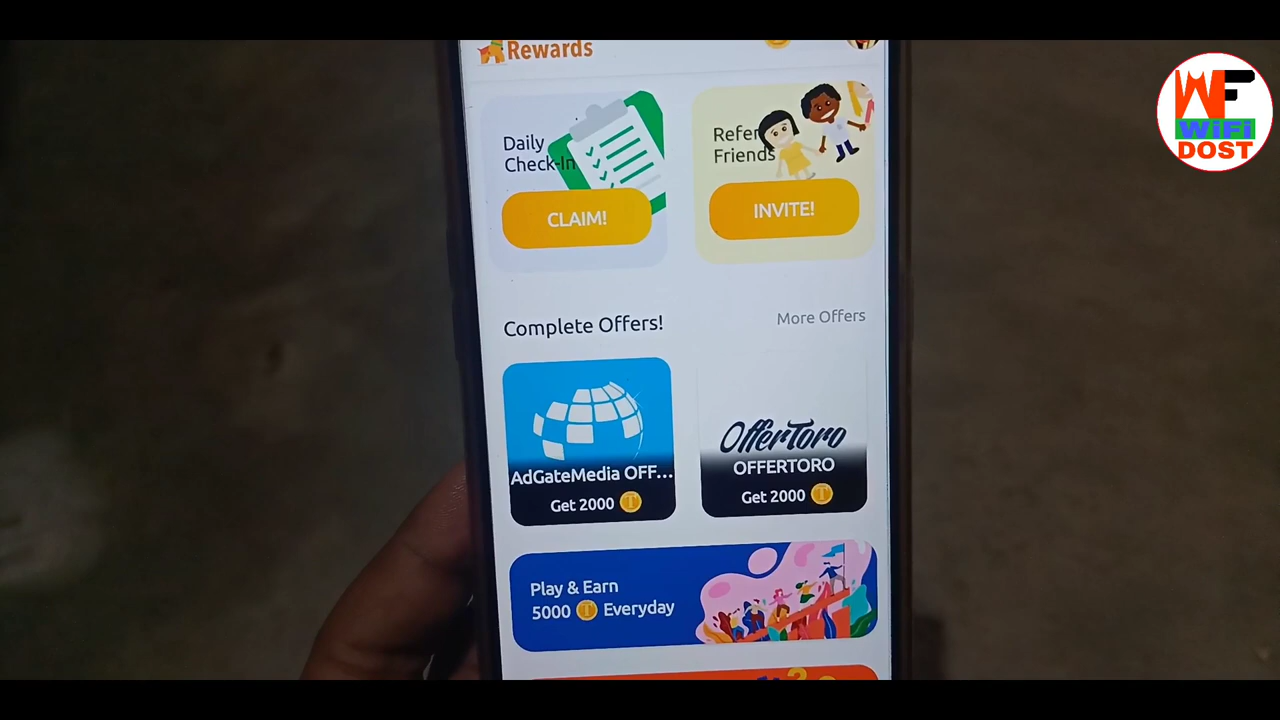 Rewards
WF
WiFi
DOST
Daily
Check-In
CLAIM!
Refer
Friends
INVITE!
Complete Offers!
More Offers
AdGateMedia OFF...
Get 2000 T
OfferToro
OFFERTORO
Get 2000 T
Play & Earn
5000 T Everyday